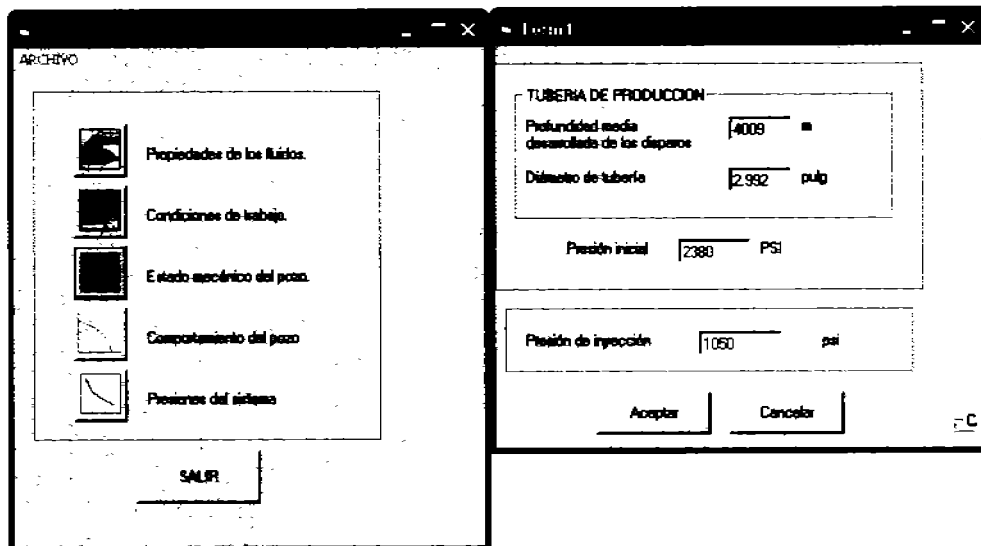 ARCHIVO
Propiedades de los fluidos.
Condiciones de trabajo.
Estado mecánico del pozo.
Comportamiento del pozo
Presiones del sistema
SALIR
Form1
TUBERIA DE PRODUCCION
Profundidad media
desarrollada de los disparos
4009 m
Diámetro de tubería 2.992 pulg
Presión inicial 2380 PSI
Presión de inyección 1050 psi
Aceptar Cancelar